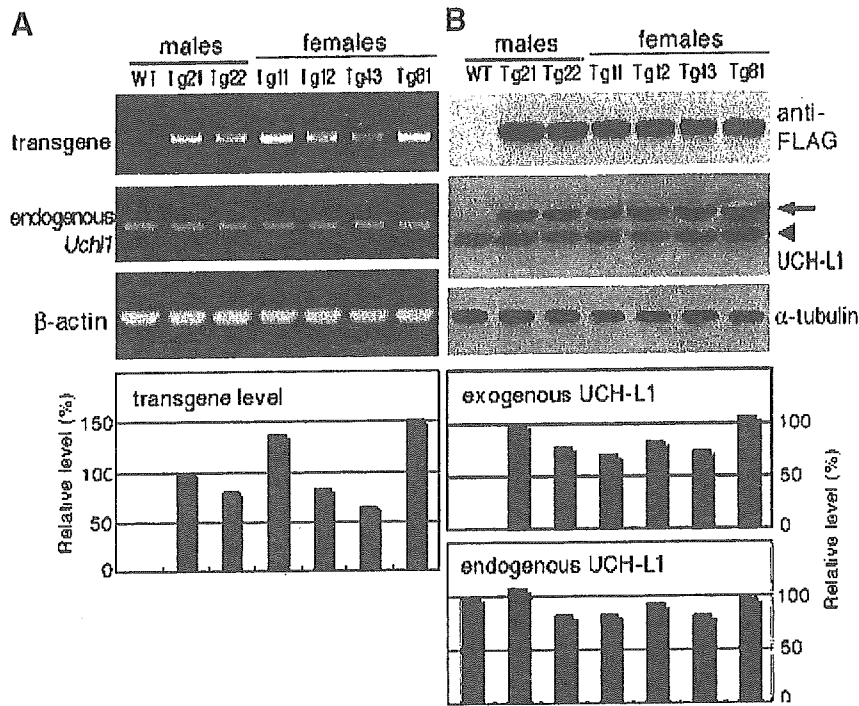 A
males females
WT Tg21 Tg22 Tg11 Tg12 Tg43 Tg81
transgene
endogenous
Uchl1
β-actin
transgene level
Relative level (%)
150
100
50
0
B
males females
WT Tg21 Tg22 Tg11 Tg12 Tg43 Tg81
anti-
FLAG
UCH-L1
α-tubulin
exogenous UCH-L1
100
50
0
endogenous UCH-L1
100
50
0
Relative level (%)